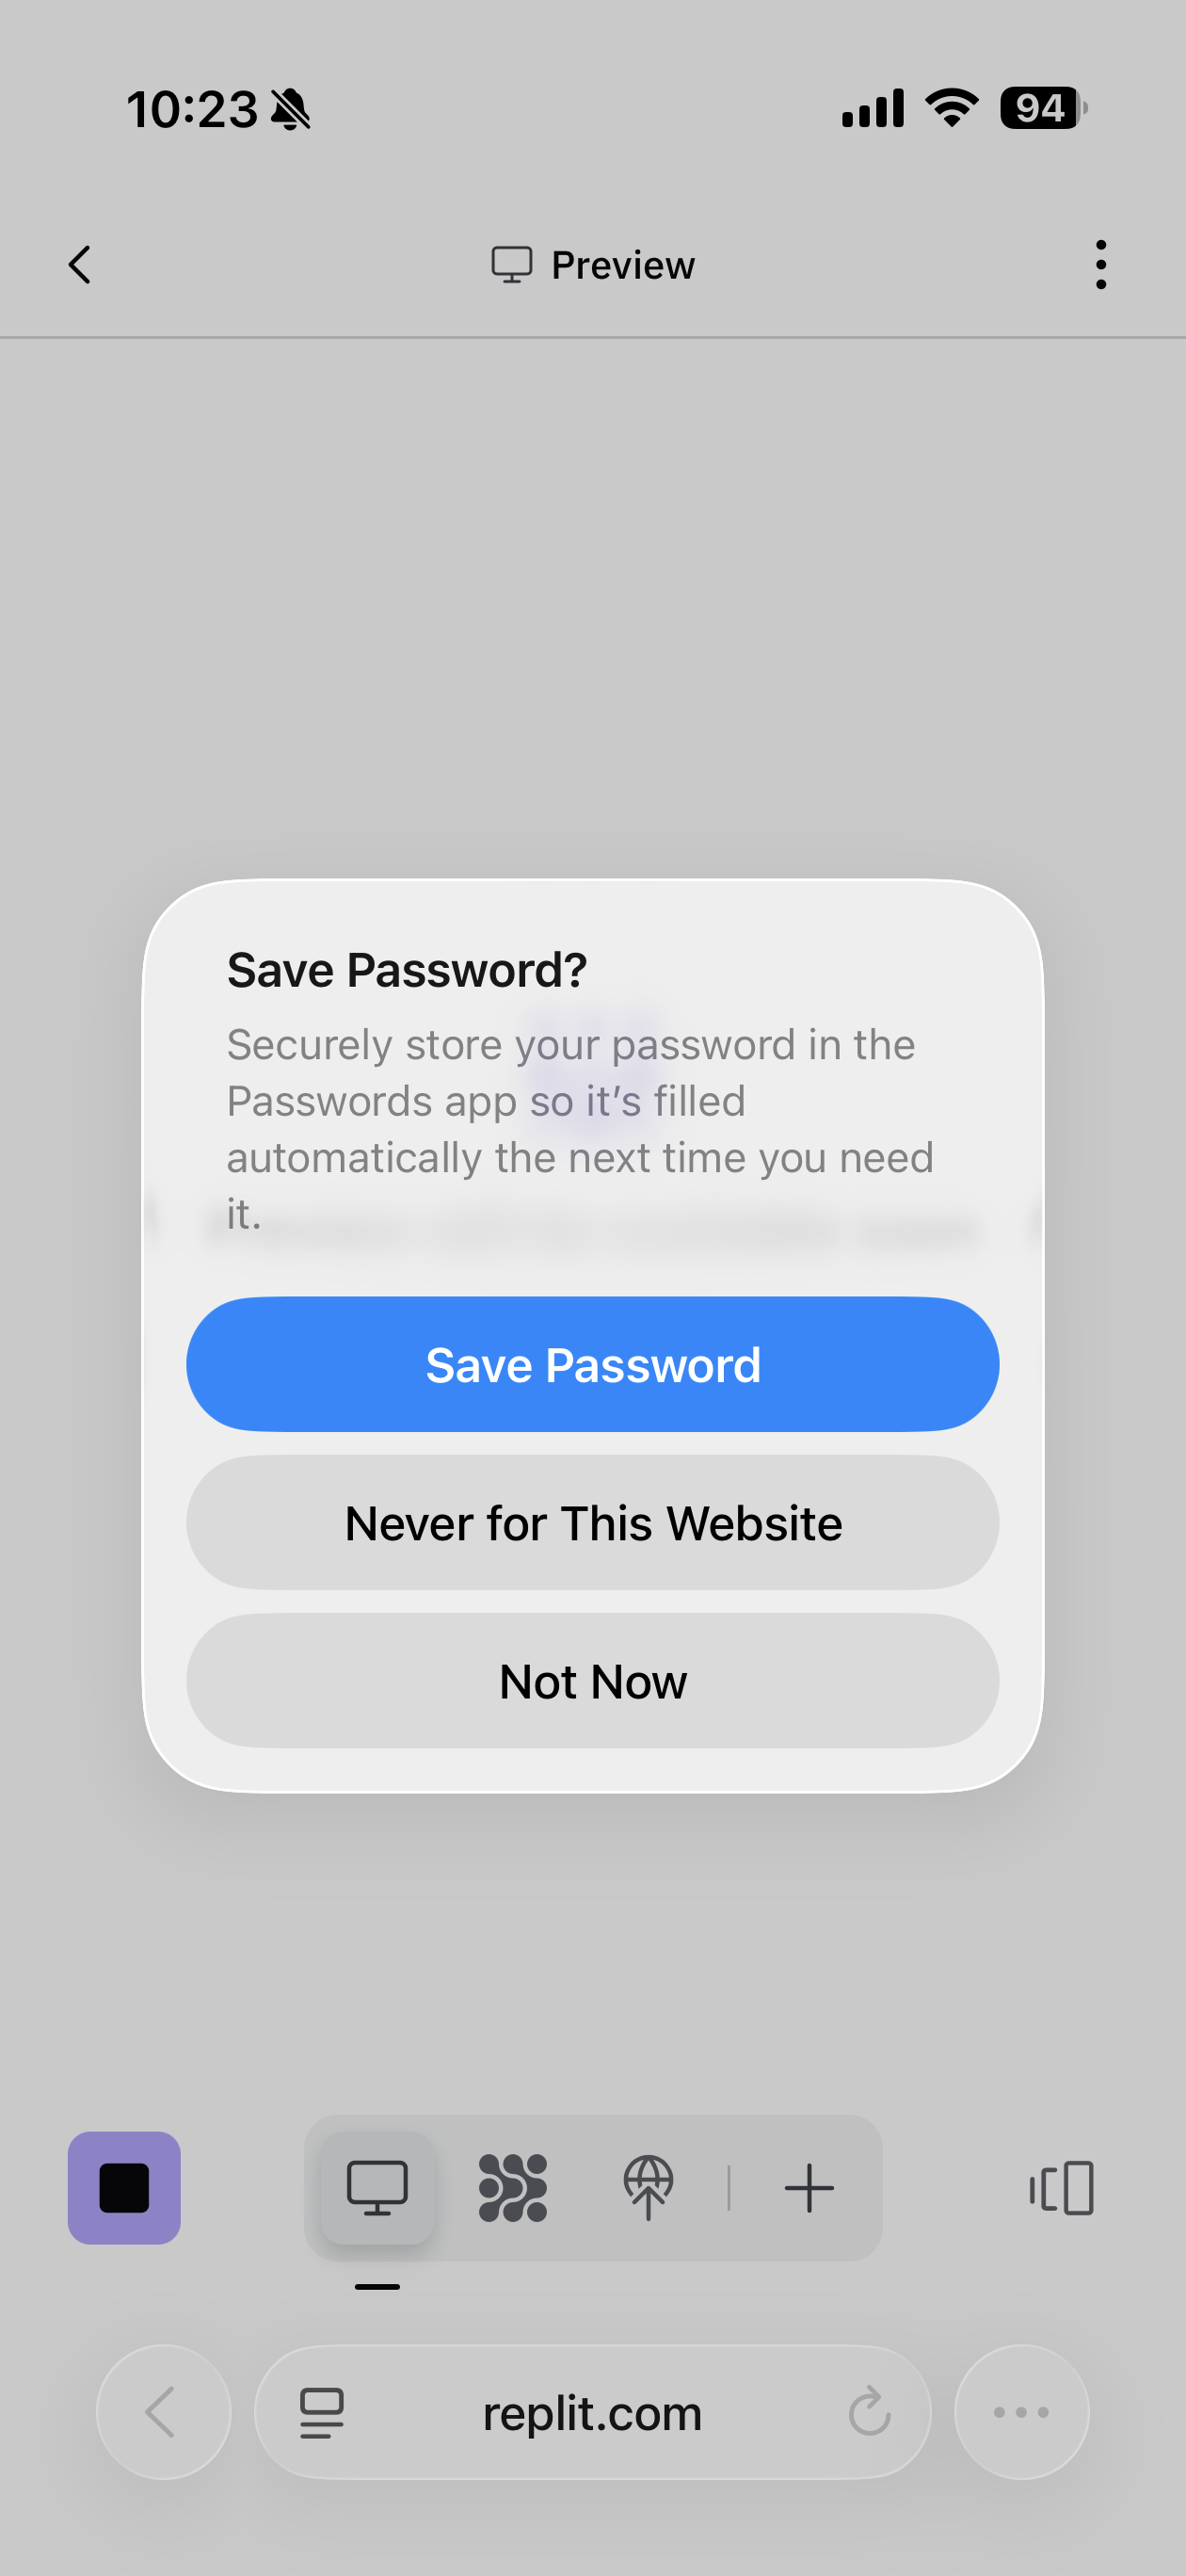 10:23
94
Preview
Save Password?
Securely store your password in the
Passwords app so it’s filled
automatically the next time you need
it.
Save Password
Never for This Website
Not Now
replit.com